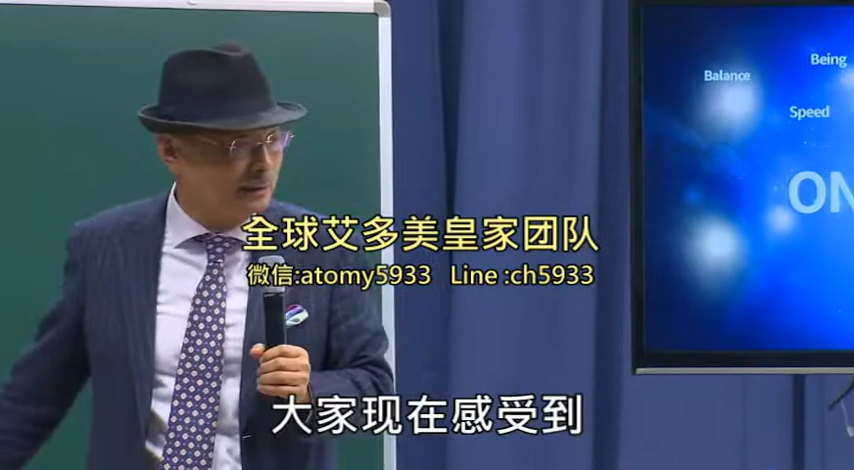 Balance
Being
Speed
ON
全球艾多美皇家团队
微信:atomy5933 Line:ch5933
大家现在感受到